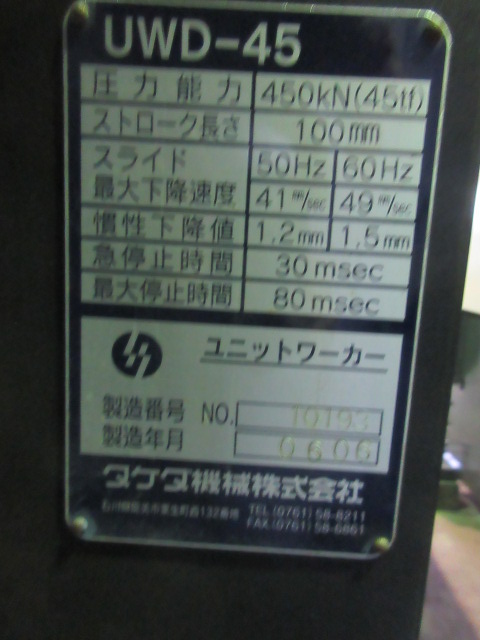 UWD-45
圧力能力 450kN(45tf)
ストローク長さ 100mm
スライド 50Hz 60Hz
最大下降速度 41mm/sec 49mm/sec
慣性下降値 1.2mm 1.5mm
急停止時間 30msec
最大停止時間 80msec
ユニットワーカー
製造番号 NO. 10193
製造年月 0606
タケダ機械株式会社
TEL(0761)58-8211
FAX(0761)58-6861